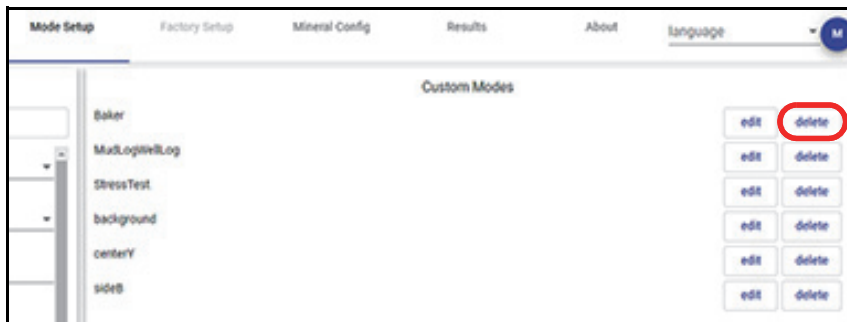 Mode Setup Factory Setup Mineral Config Results About language M
Custom Modes
Baker edit delete
MudLogWellLog edit delete
StressTest edit delete
background edit delete
centerY edit delete
sideB edit delete